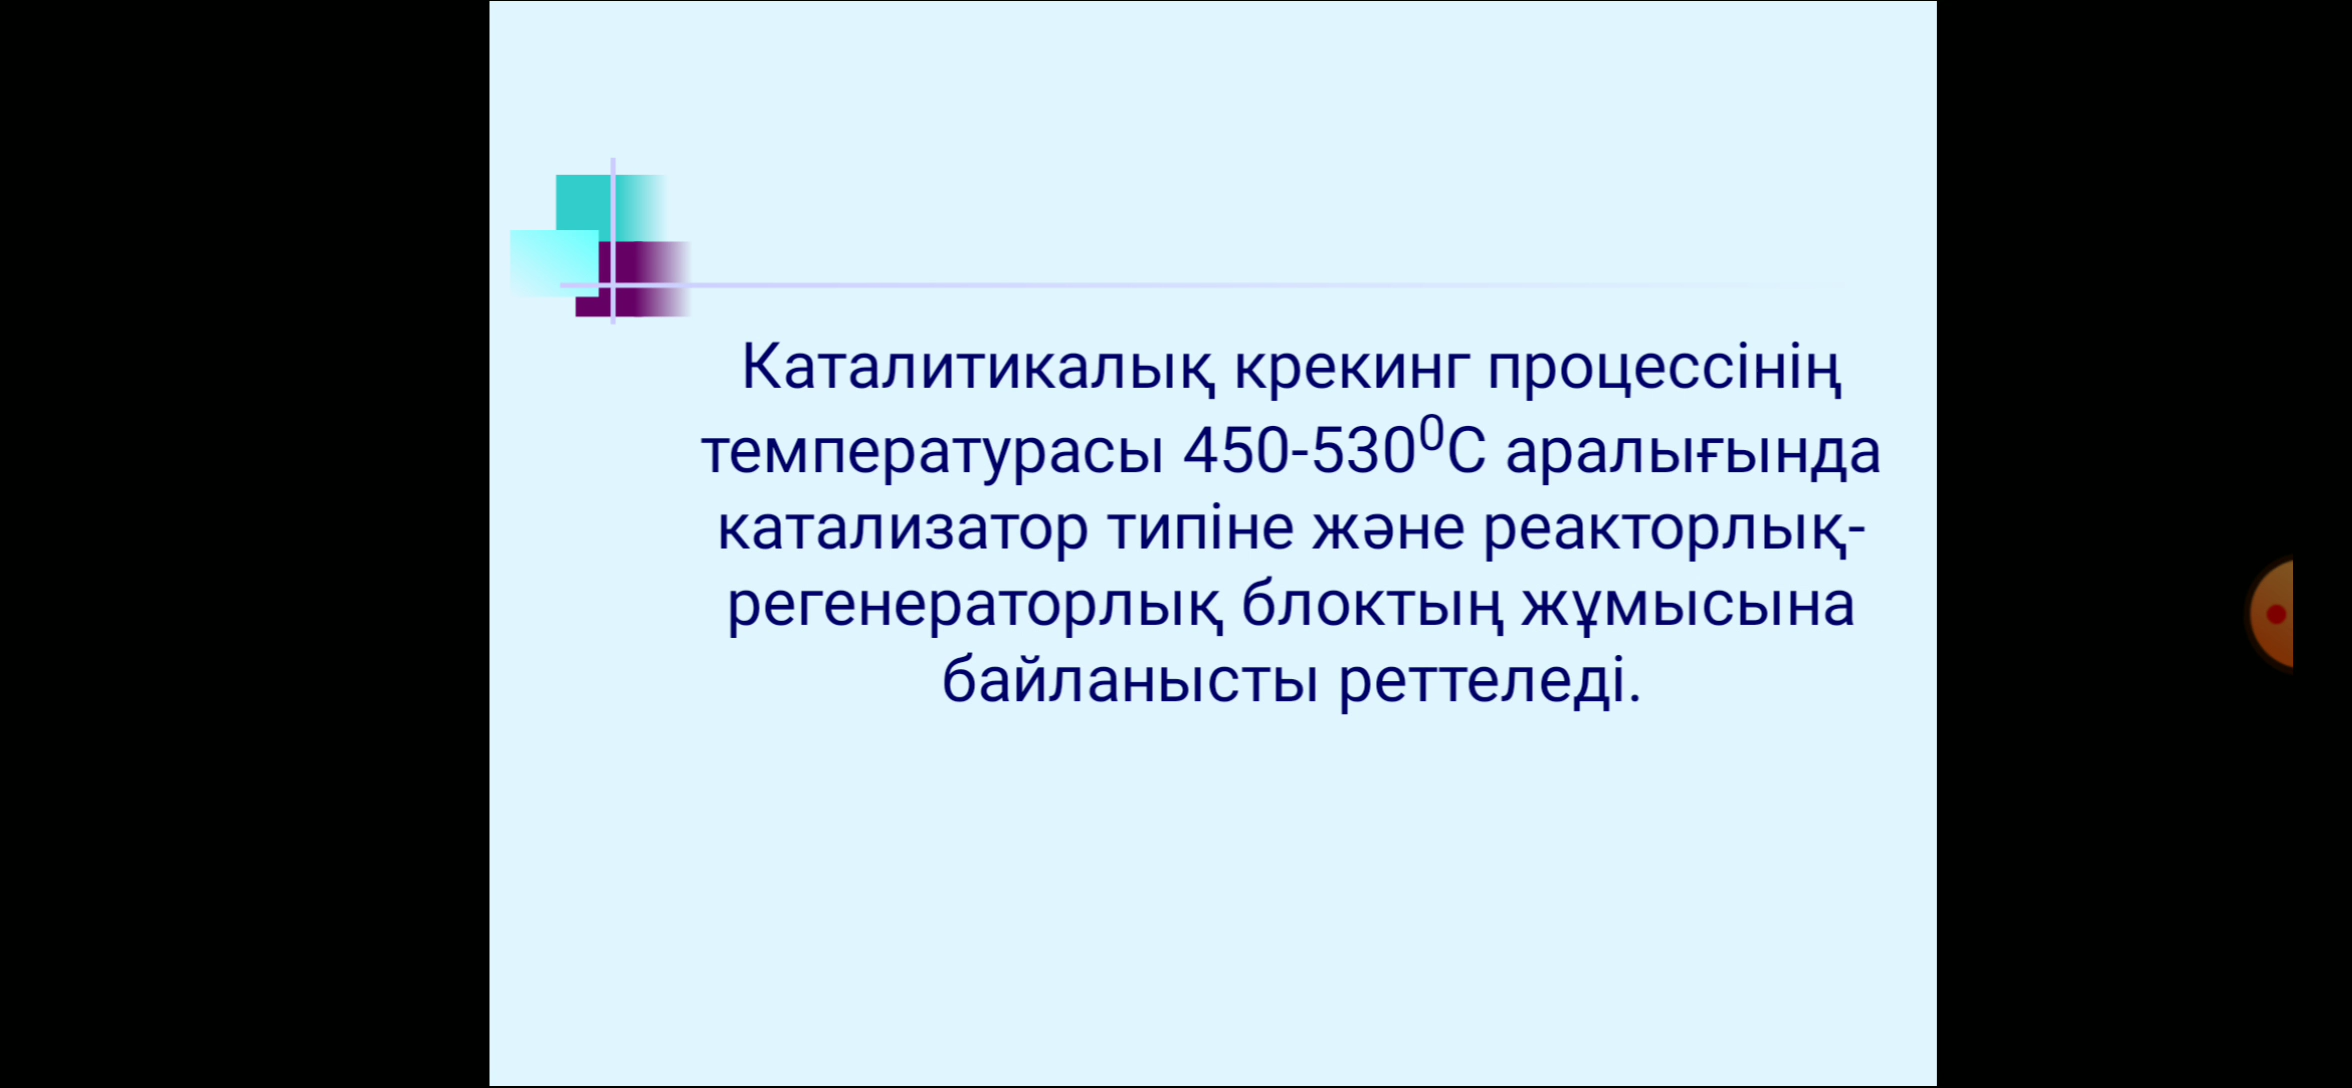 Каталитикалық крекинг процессінің
температурасы 450-530⁰С аралығында
катализатор типіне және реакторлық-
регенераторлық блоктың жұмысына
байланысты реттеледі.